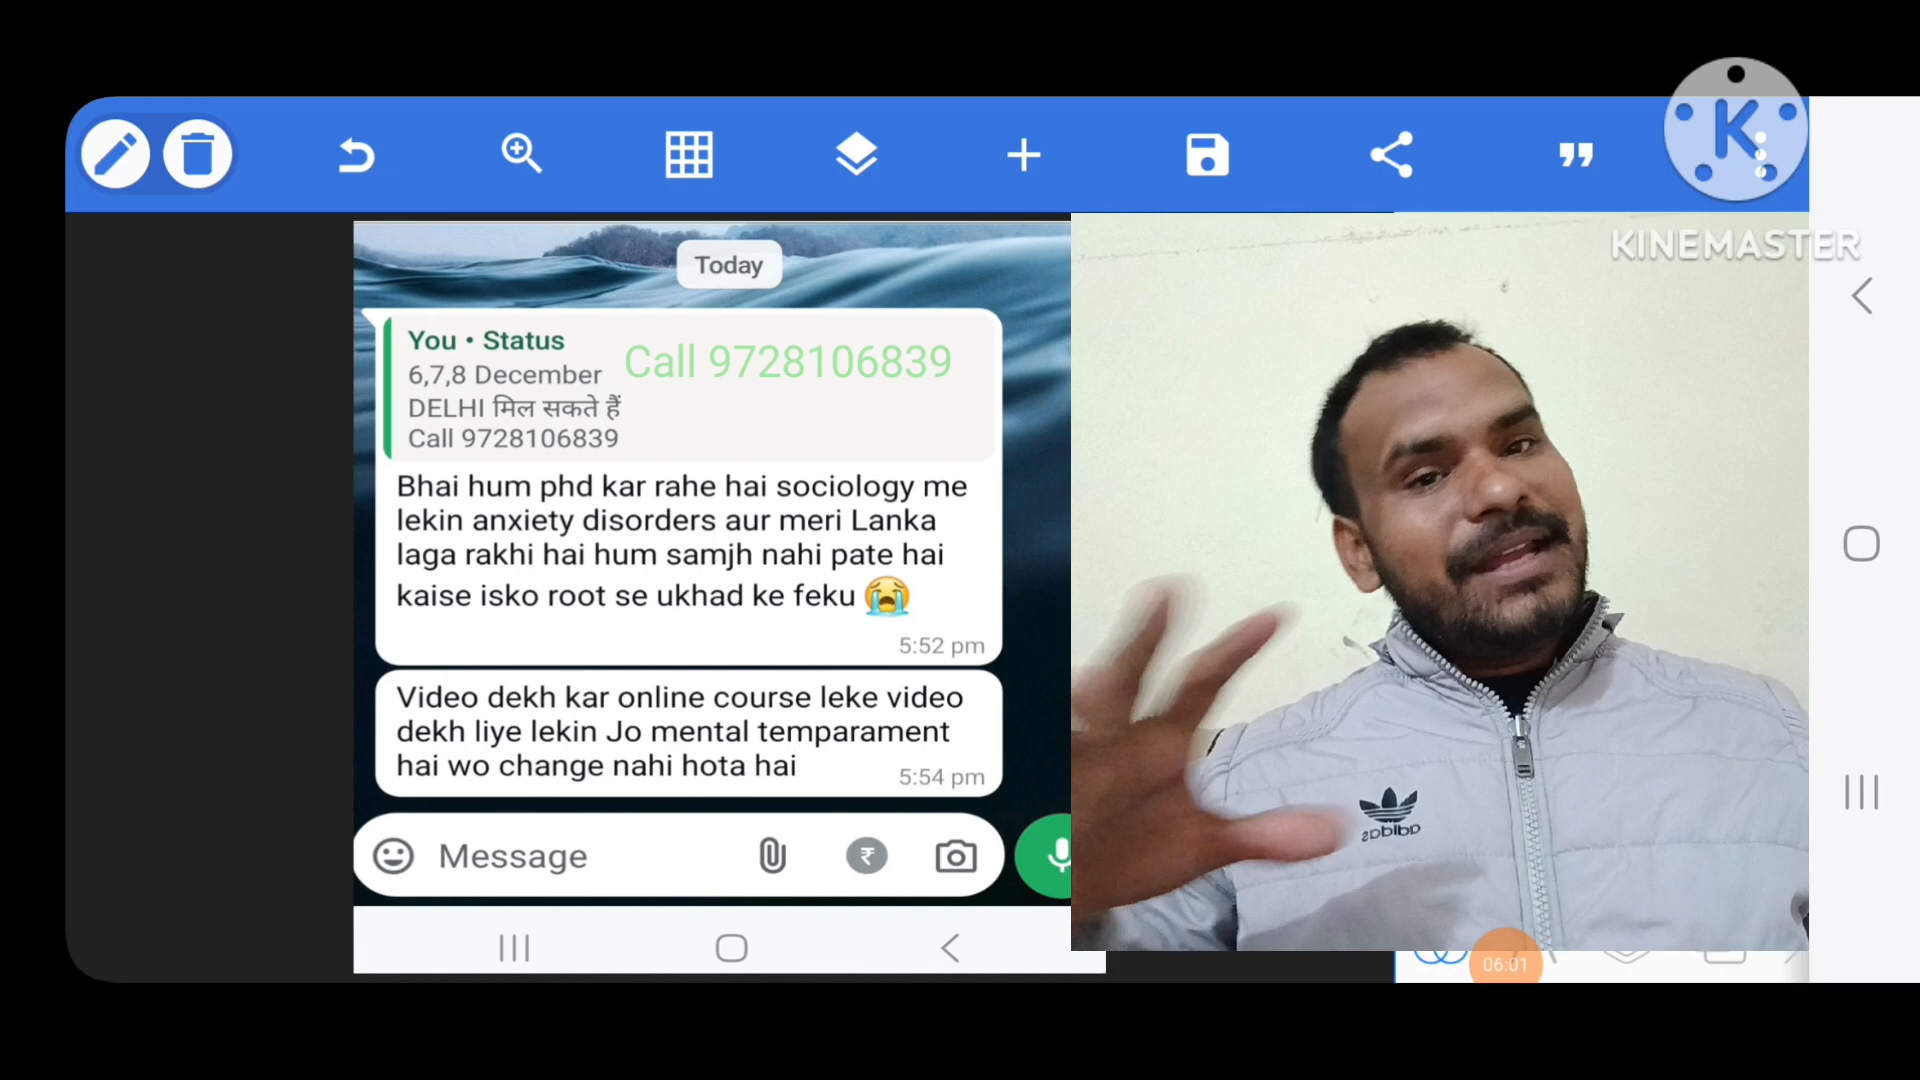 K
KINEMASTER
Today
You • Status
6,7,8 December
DELHI मिल सकते हैं
Call 9728106839
Call 9728106839
Bhai hum phd kar rahe hai sociology me
lekin anxiety disorders aur meri Lanka
laga rakhi hai hum samjh nahi pate hai
kaise isko root se ukhad ke feku
5:52 pm
Video dekh kar online course leke video
dekh liye lekin Jo mental temparament
hai wo change nahi hota hai
5:54 pm
Message
₹
adidas
06:01